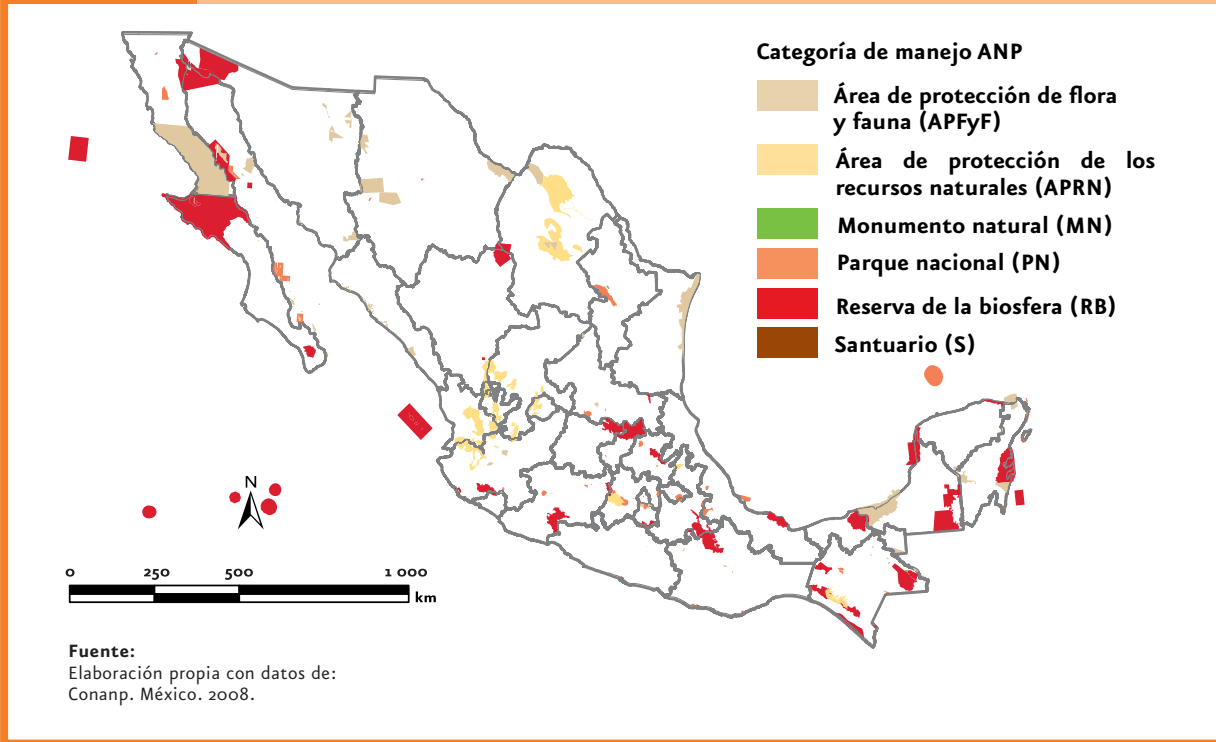 Categoría de manejo ANP
Área de protección de flora
y fauna (APFyF)
Área de protección de los
recursos naturales (APRN)
Monumento natural (MN)
Parque nacional (PN)
Reserva de la biosfera (RB)
Santuario (S)
N
0 250 500 1 000
km
Fuente:
Elaboración propia con datos de:
Conanp. México. 2008.